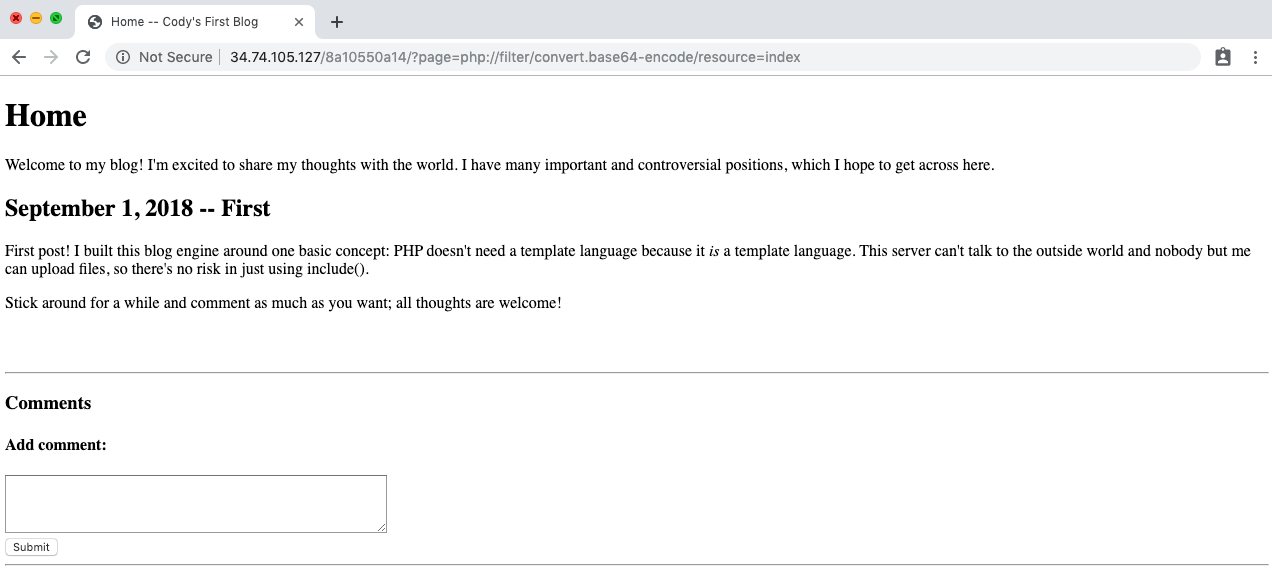 Home -- Cody's First Blog
Not Secure
34.74.105.127/8a10550a14/?page=php://filter/convert.base64-encode/resource=index
Home
Welcome to my blog! I'm excited to share my thoughts with the world. I have many important and controversial positions, which I hope to get across here.
September 1, 2018 -- First
First post! I built this blog engine around one basic concept: PHP doesn't need a template language because it is a template language. This server can't talk to the outside world and nobody but me
can upload files, so there's no risk in just using include().
Stick around for a while and comment as much as you want; all thoughts are welcome!
Comments
Add comment:
Submit